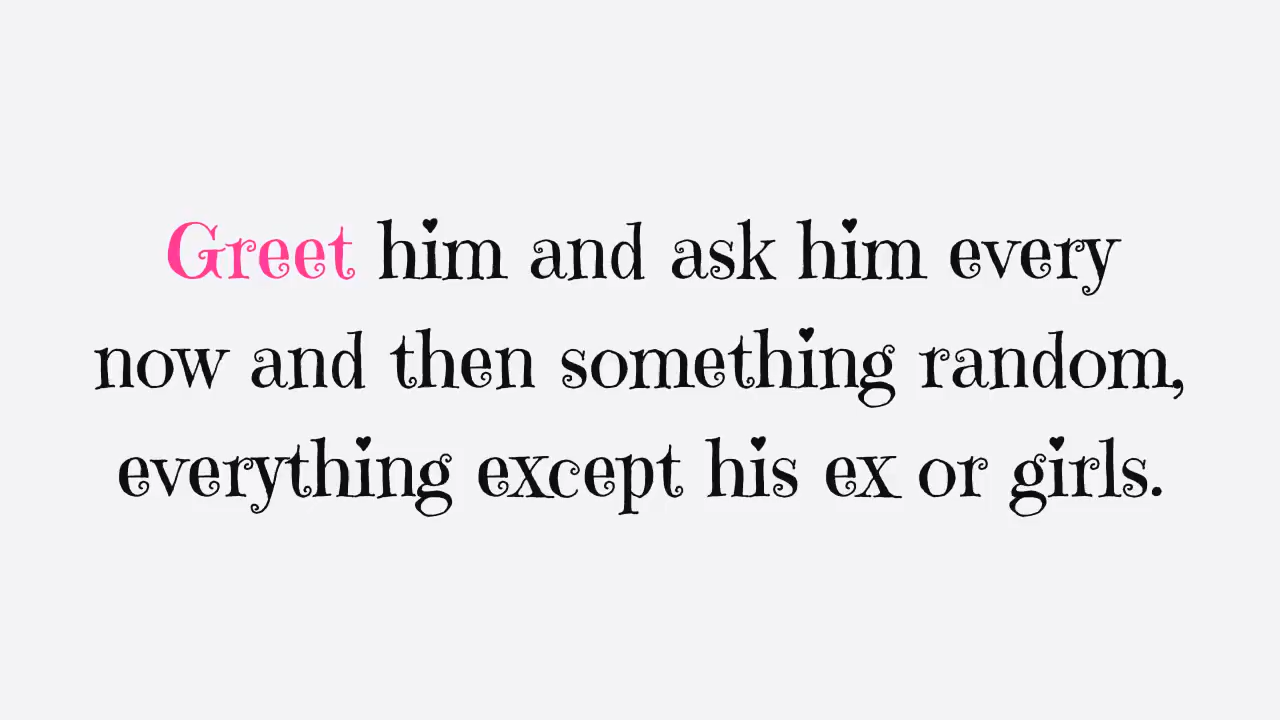 Greet him and ask him every
now and then something random,
everything except his ex or girls.